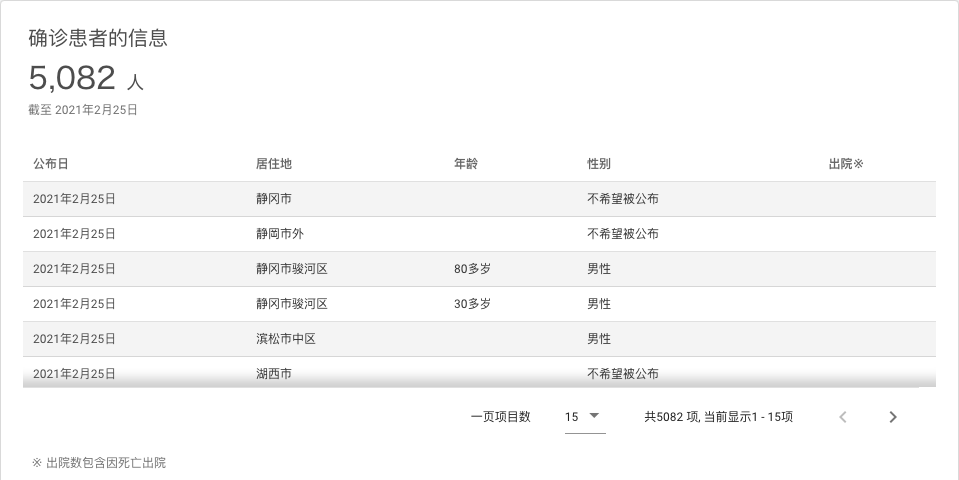 确诊患者的信息
5,082 人
截至 2021年2月25日
公布日 居住地 年龄 性别 出院※
2021年2月25日 静冈市 不希望被公布
2021年2月25日 静岡市外 不希望被公布
2021年2月25日 静冈市骏河区 80多岁 男性
2021年2月25日 静冈市骏河区 30多岁 男性
2021年2月25日 滨松市中区 男性
2021年2月25日 湖西市 不希望被公布
一页项目数 15 共5082 项, 当前显示1 - 15项
※ 出院数包含因死亡出院